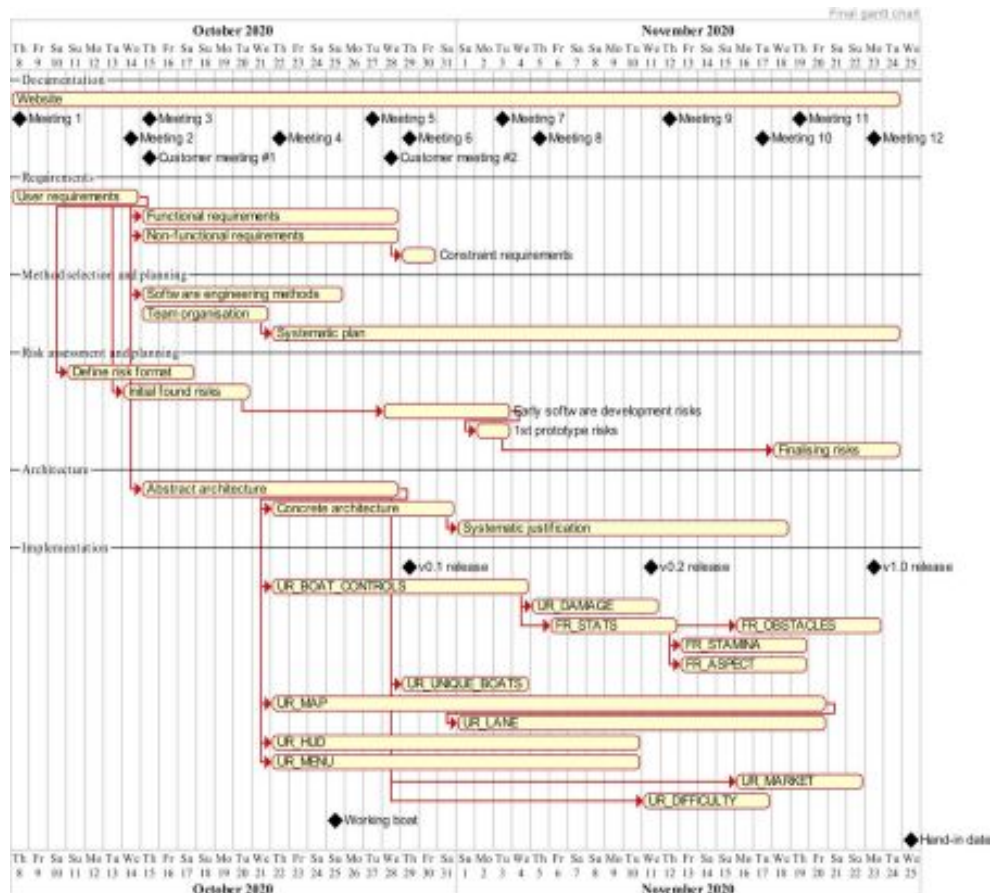 Final gantt chart
October 2020 November 2020
Th Fr Sa Su Mo Tu We Th Fr Sa Su Mo Tu We Th Fr Sa Su Mo Tu We Th Fr Sa Su Mo Tu We Th Fr Sa Su Mo Tu We Th Fr Sa Su Mo Tu We Th Fr Sa Su Mo Tu We
8 9 10 11 12 13 14 15 16 17 18 19 20 21 22 23 24 25 26 27 28 29 30 31 1 2 3 4 5 6 7 8 9 10 11 12 13 14 15 16 17 18 19 20 21 22 23 24 25
Documentation
Website
Meeting 1 Meeting 3 Meeting 5 Meeting 7 Meeting 9 Meeting 11
Meeting 2 Meeting 4 Meeting 6 Meeting 8 Meeting 10 Meeting 12
Customer meeting #1 Customer meeting #2
Requirements
User requirements
Functional requirements
Non-functional requirements
Constraint requirements
Method selection and planning
Software engineering methods
Team organisation
Systematic plan
Risk assessment and planning
Define risk format
Initial found risks
Early software development risks
1st prototype risks
Finalising risks
Architecture
Abstract architecture
Concrete architecture
Systematic justification
Implementation
v0.1 release v0.2 release v1.0 release
UR_BOAT_CONTROLS
UR_DAMAGE
FR_STATS FR_OBSTACLES
FR_STAMINA
FR_ASPECT
UR_UNIQUE_BOATS
UR_MAP
UR_LANE
UR_HUD
UR_MENU
UR_MARKET
UR_DIFFICULTY
Working boat
Hand-in date
Th Fr Sa Su Mo Tu We Th Fr Sa Su Mo Tu We Th Fr Sa Su Mo Tu We Th Fr Sa Su Mo Tu We Th Fr Sa Su Mo Tu We Th Fr Sa Su Mo Tu We Th Fr Sa Su Mo Tu We
8 9 10 11 12 13 14 15 16 17 18 19 20 21 22 23 24 25 26 27 28 29 30 31 1 2 3 4 5 6 7 8 9 10 11 12 13 14 15 16 17 18 19 20 21 22 23 24 25
October 2020 November 2020